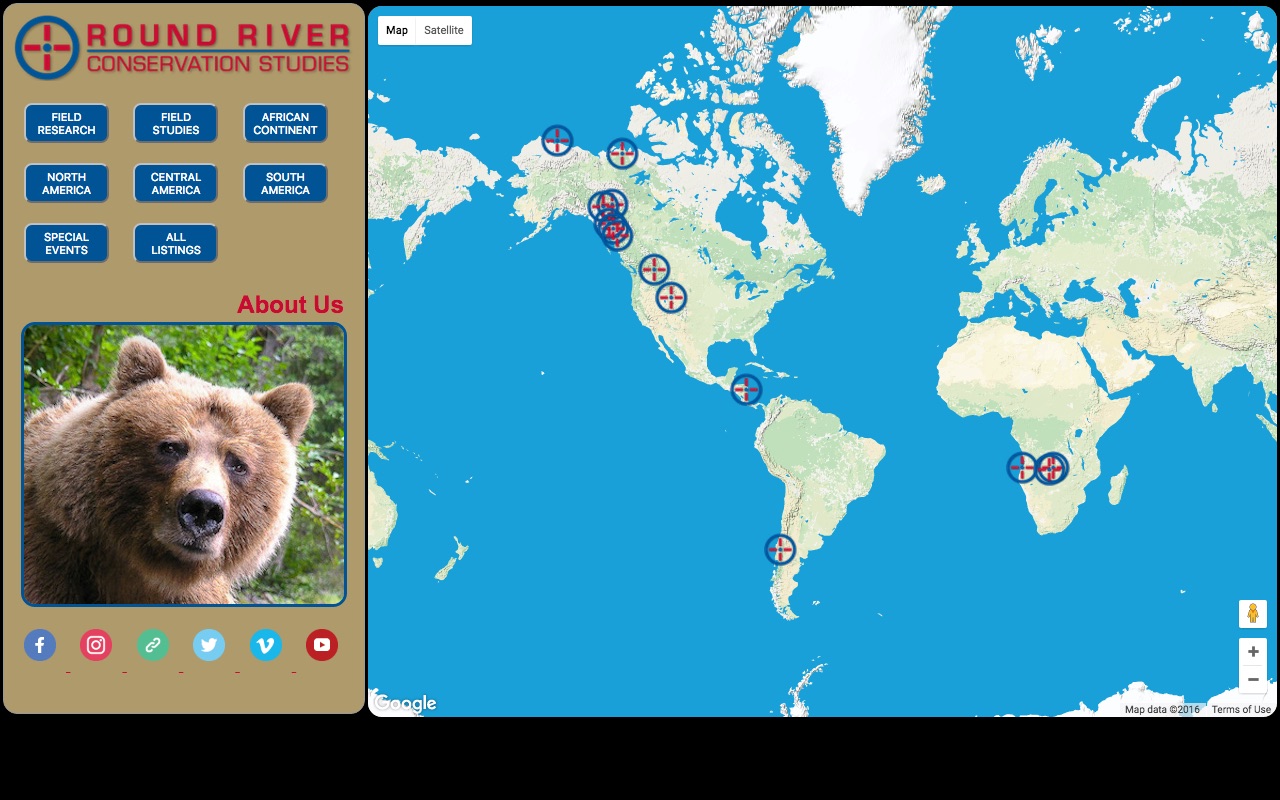 ROUND RIVER
CONSERVATION STUDIES
FIELD
RESEARCH
FIELD
STUDIES
AFRICAN
CONTINENT
NORTH
AMERICA
CENTRAL
AMERICA
SOUTH
AMERICA
SPECIAL
EVENTS
ALL
LISTINGS
About Us
Map
Satellite
Google
Map data ©2016
Terms of Use